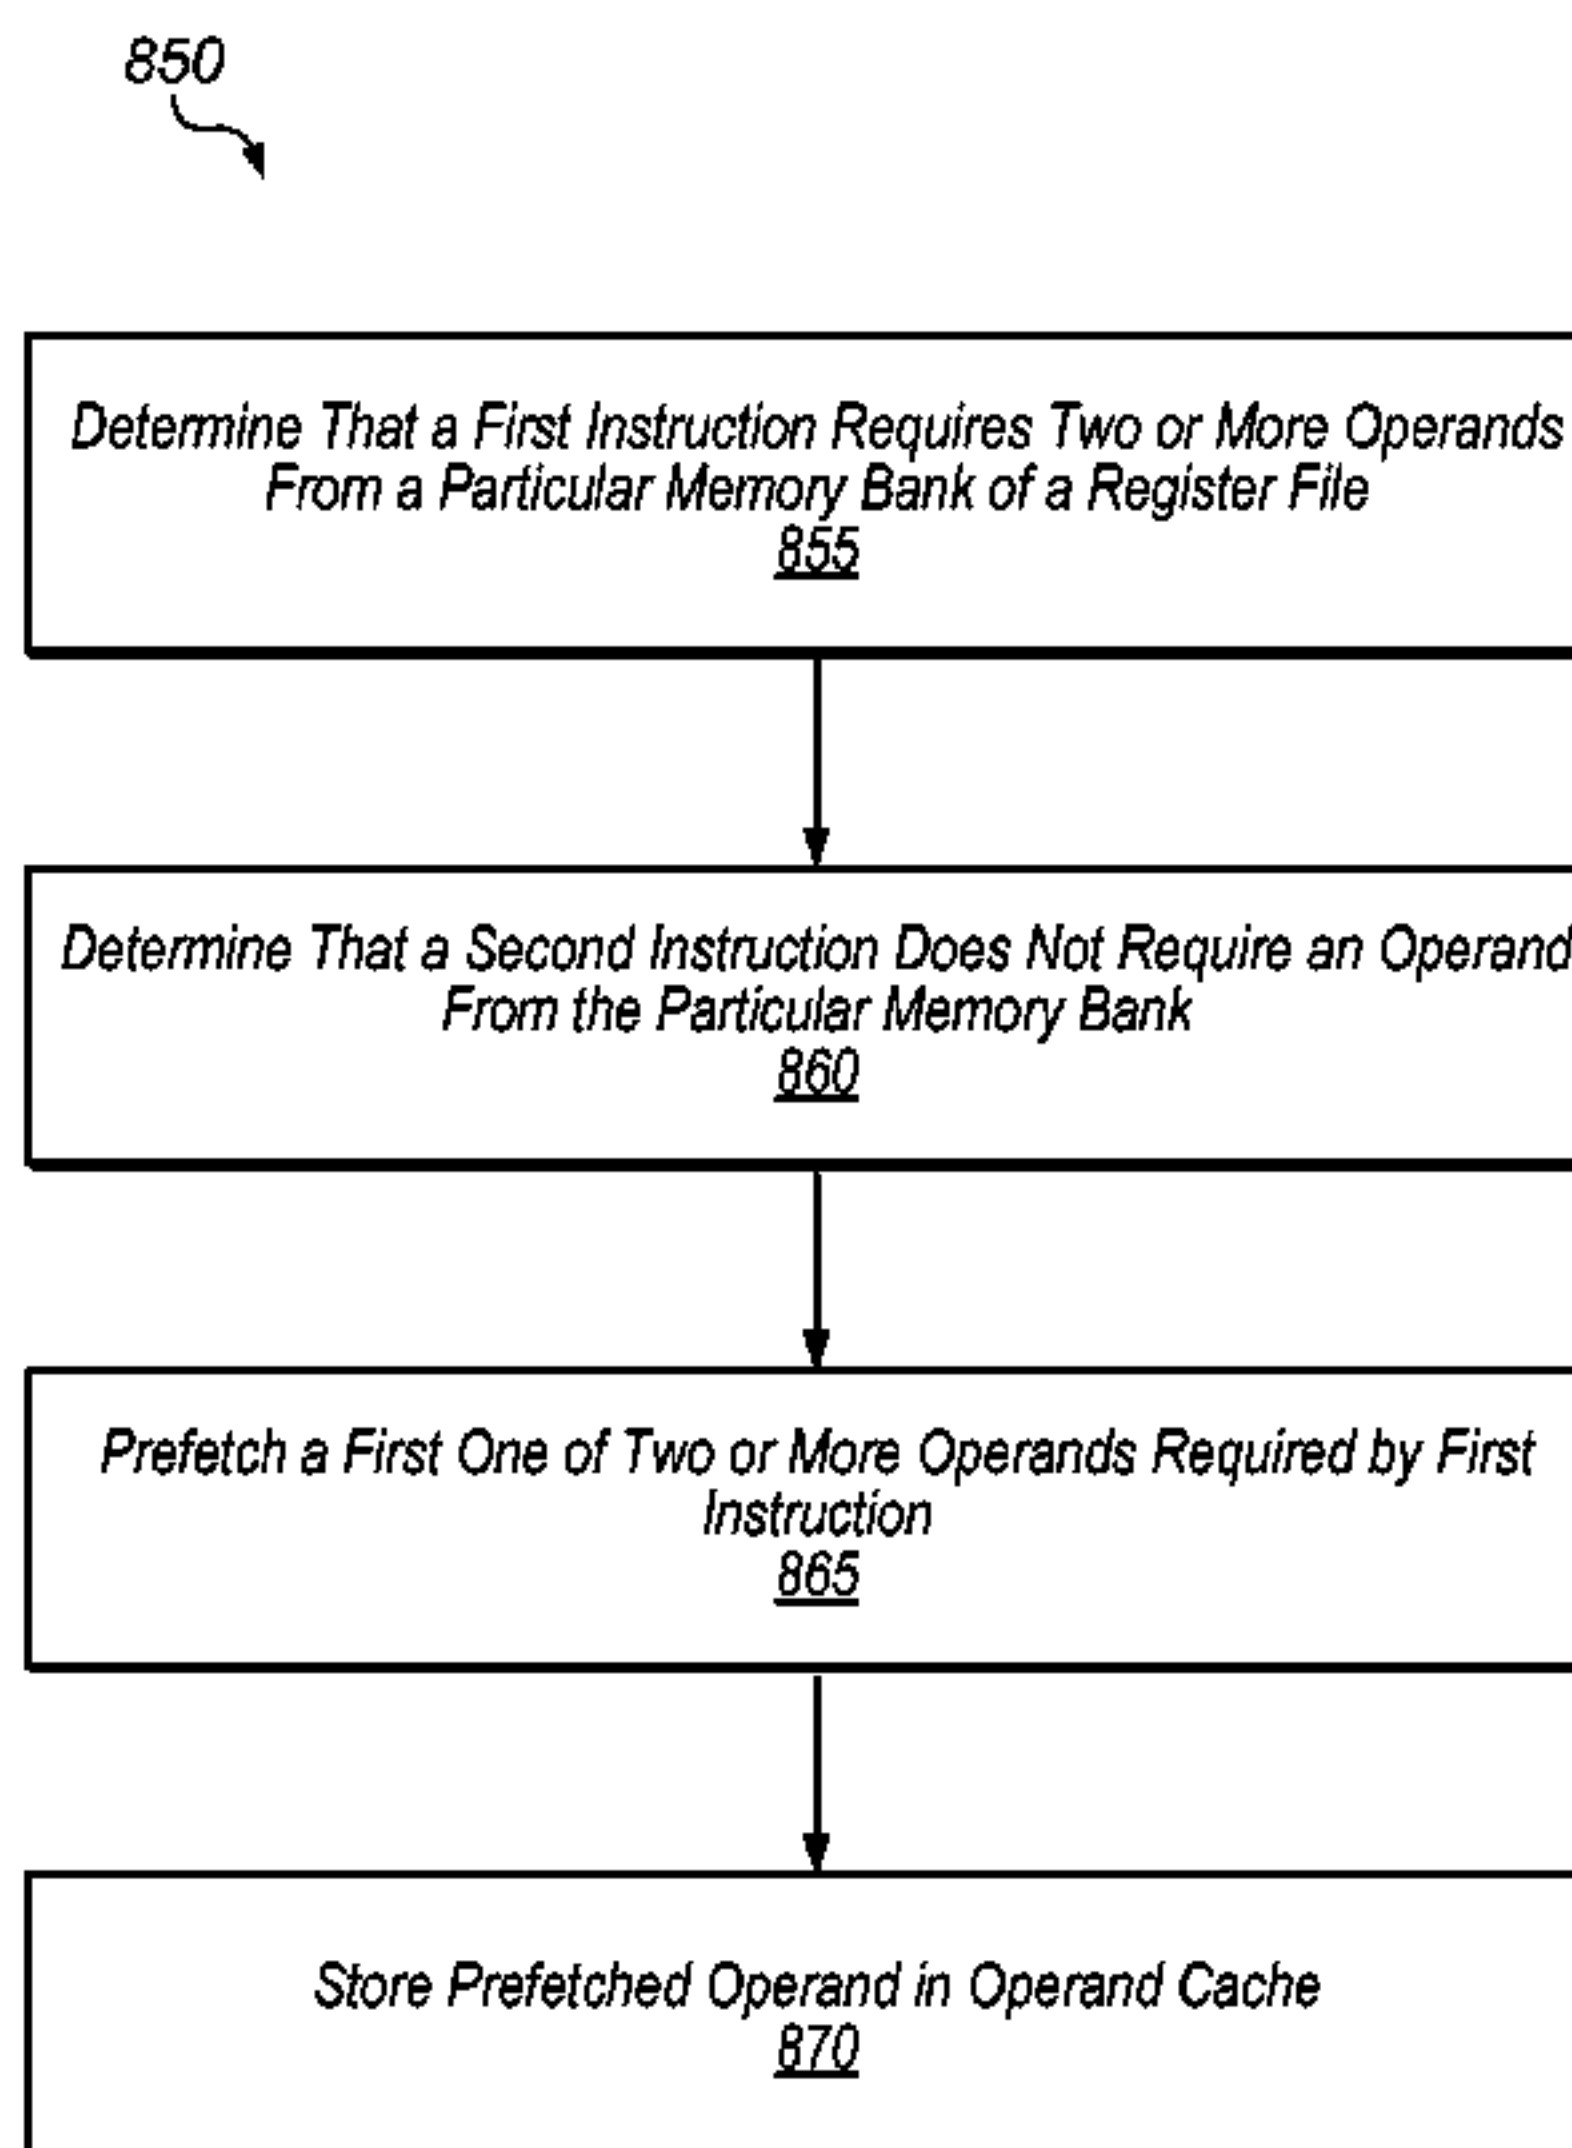 850
Determine That a First Instruction Requires Two or More Operands
From a Particular Memory Bank of a Register File
855
Determine That a Second Instruction Does Not Require an Operand
From the Particular Memory Bank
860
Prefetch a First One of Two or More Operands Required by First
Instruction
865
Store Prefetched Operand in Operand Cache
870